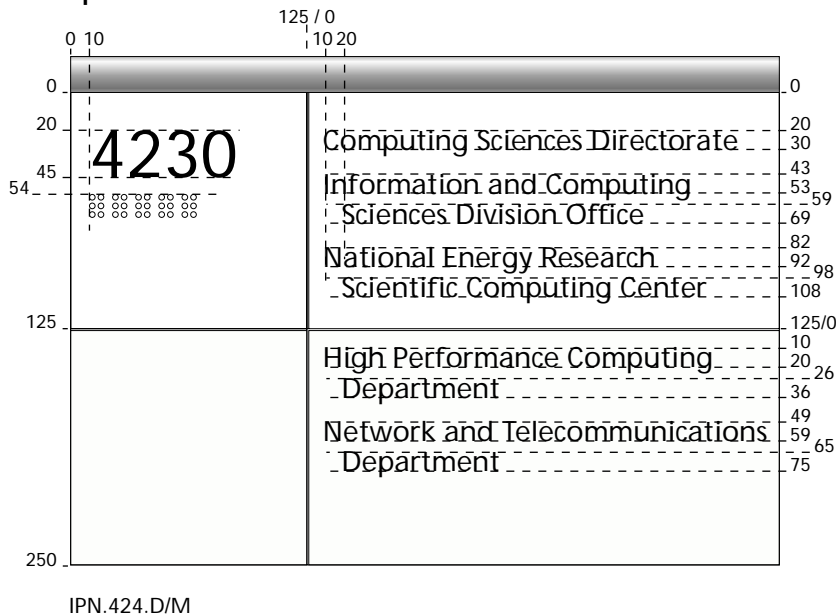 125 / 0
0 10
10 20
0
0
20
4230
Computing Sciences Directorate
20
30
45
54
Information and Computing
43
53
59
Sciences Division Office
69
National Energy Research
82
92
98
Scientific Computing Center
108
125
125/0
High Performance Computing
10
20
26
Department
36
Network and Telecommunications
49
59
65
Department
75
250
IPN.424.D/M